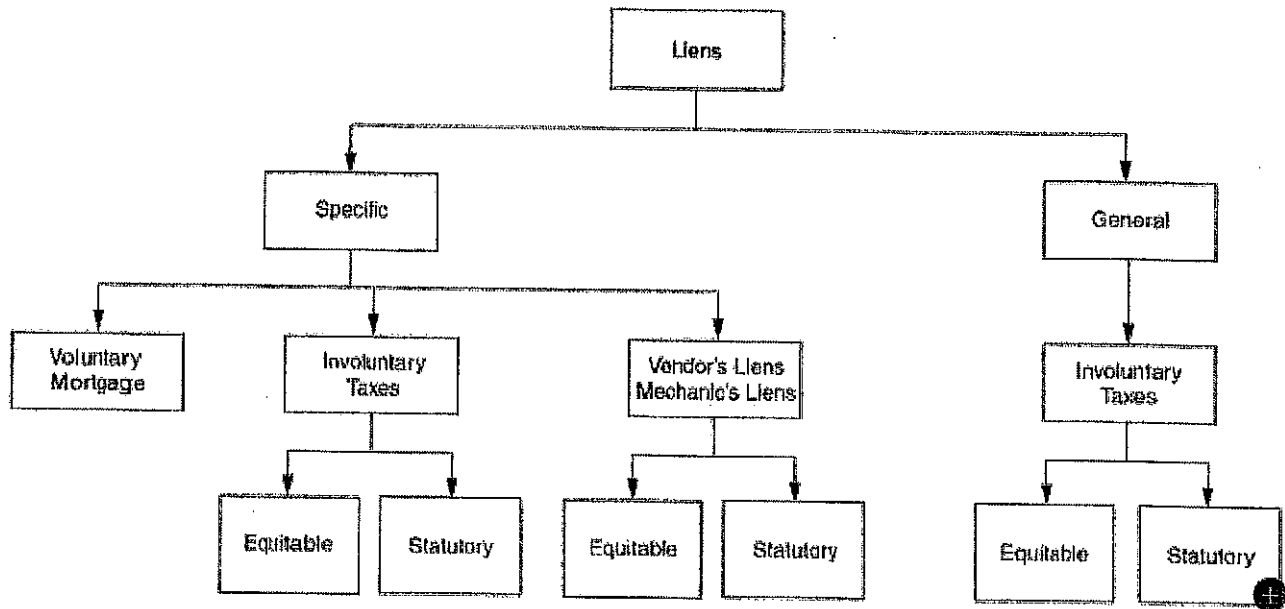 Liens
Specific
General
Voluntary
Mortgage
Involuntary
Taxes
Vendor's Liens
Mechanic's Liens
Involuntary
Taxes
Equitable
Statutory
Equitable
Statutory
Equitable
Statutory